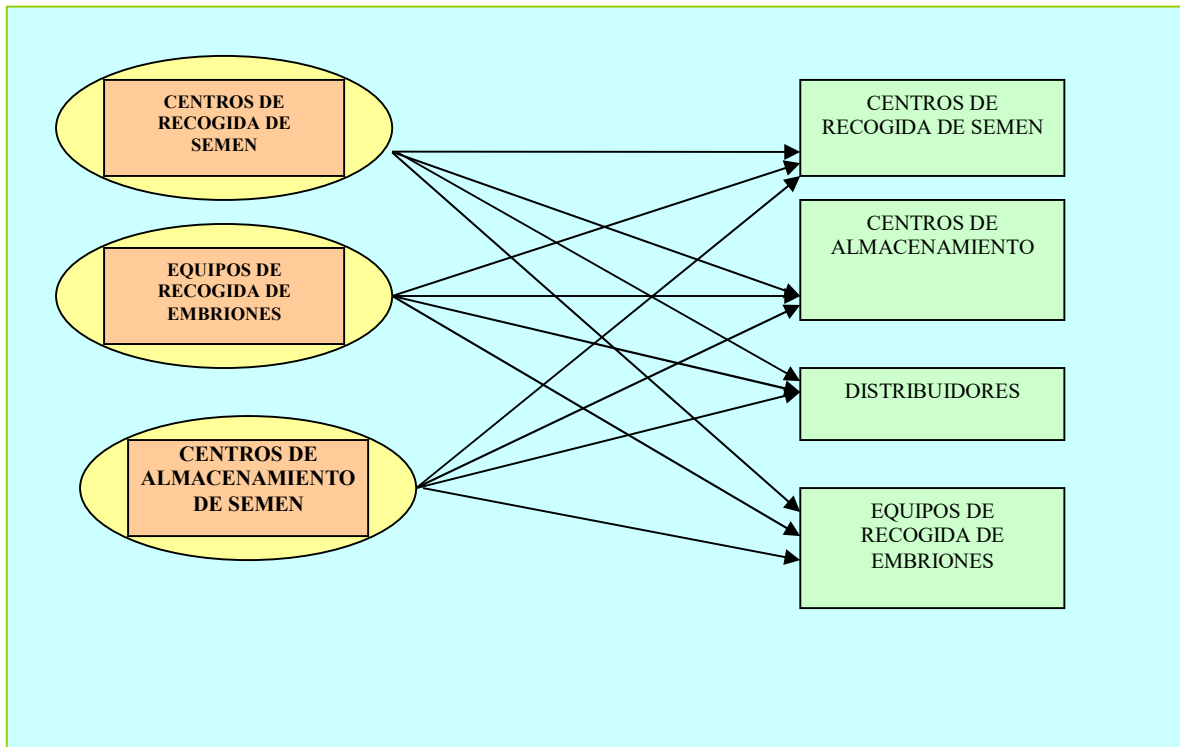 CENTROS DE
RECOGIDA DE
SEMEN
EQUIPOS DE
RECOGIDA DE
EMBRIONES
CENTROS DE
ALMACENAMIENTO
DE SEMEN
CENTROS DE
RECOGIDA DE SEMEN
CENTROS DE
ALMACENAMIENTO
DISTRIBUIDORES
EQUIPOS DE
RECOGIDA DE
EMBRIONES